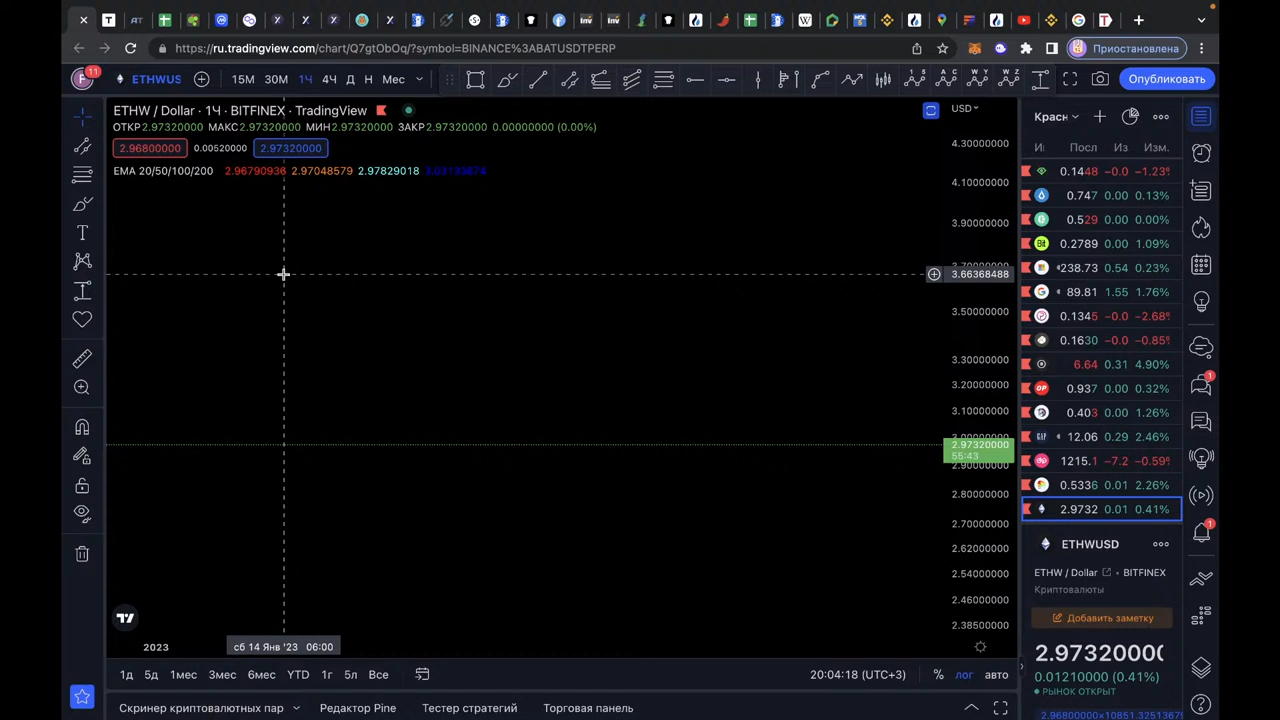 https://ru.tradingview.com/chart/Q7gtObOq/?symbol=BINANCE%3ABATUSDTPERP
Приостановлена
11
ETHWUS
15М 30М 1Ч 4Ч Д Н Мес
Опубликовать
ETHW / Dollar · 1Ч · BITFINEX · TradingView
USD
Красн
ОТКР2.97320000 МАКС2.97320000 МИН2.97320000 ЗАКР2.97320000 0.00000000 (0.00%)
2.96800000 0.00520000 2.97320000
EMA 20/50/100/200 2.96790936 2.97048579 2.97829018
Посл Из Изм.
4.30000000
4.10000000
3.90000000
3.66368488
3.50000000
3.30000000
3.20000000
3.10000000
2.97320000
55:43
2.90000000
2.80000000
2.70000000
2.62000000
2.54000000
2.46000000
2.38500000
0.1448 −0.0 −1.23%
0.747 0.00 0.13%
0.529 0.00 0.00%
0.2789 0.00 1.09%
238.73 0.54 0.23%
89.81 1.55 1.76%
0.1345 −0.0 −2.68%
0.1630 −0.0 −0.85%
6.64 0.31 4.90%
0.937 0.00 0.32%
0.403 0.00 1.26%
12.06 0.29 2.46%
1215.1 −7.2 −0.59%
0.5336 0.01 2.26%
2.9732 0.01 0.41%
ETHWUSD
ETHW / Dollar • BITFINEX
Криптовалюты
Добавить заметку
2.9732000
0.01210000 (0.41%)
РЫНОК ОТКРЫТ
2023
сб 14 Янв '23 06:00
1д 5д 1мес 3мес 6мес YTD 1г 5л Все
20:04:18 (UTC+3)
% лог авто
Скринер криптовалютных пар Редактор Pine Тестер стратегий Торговая панель